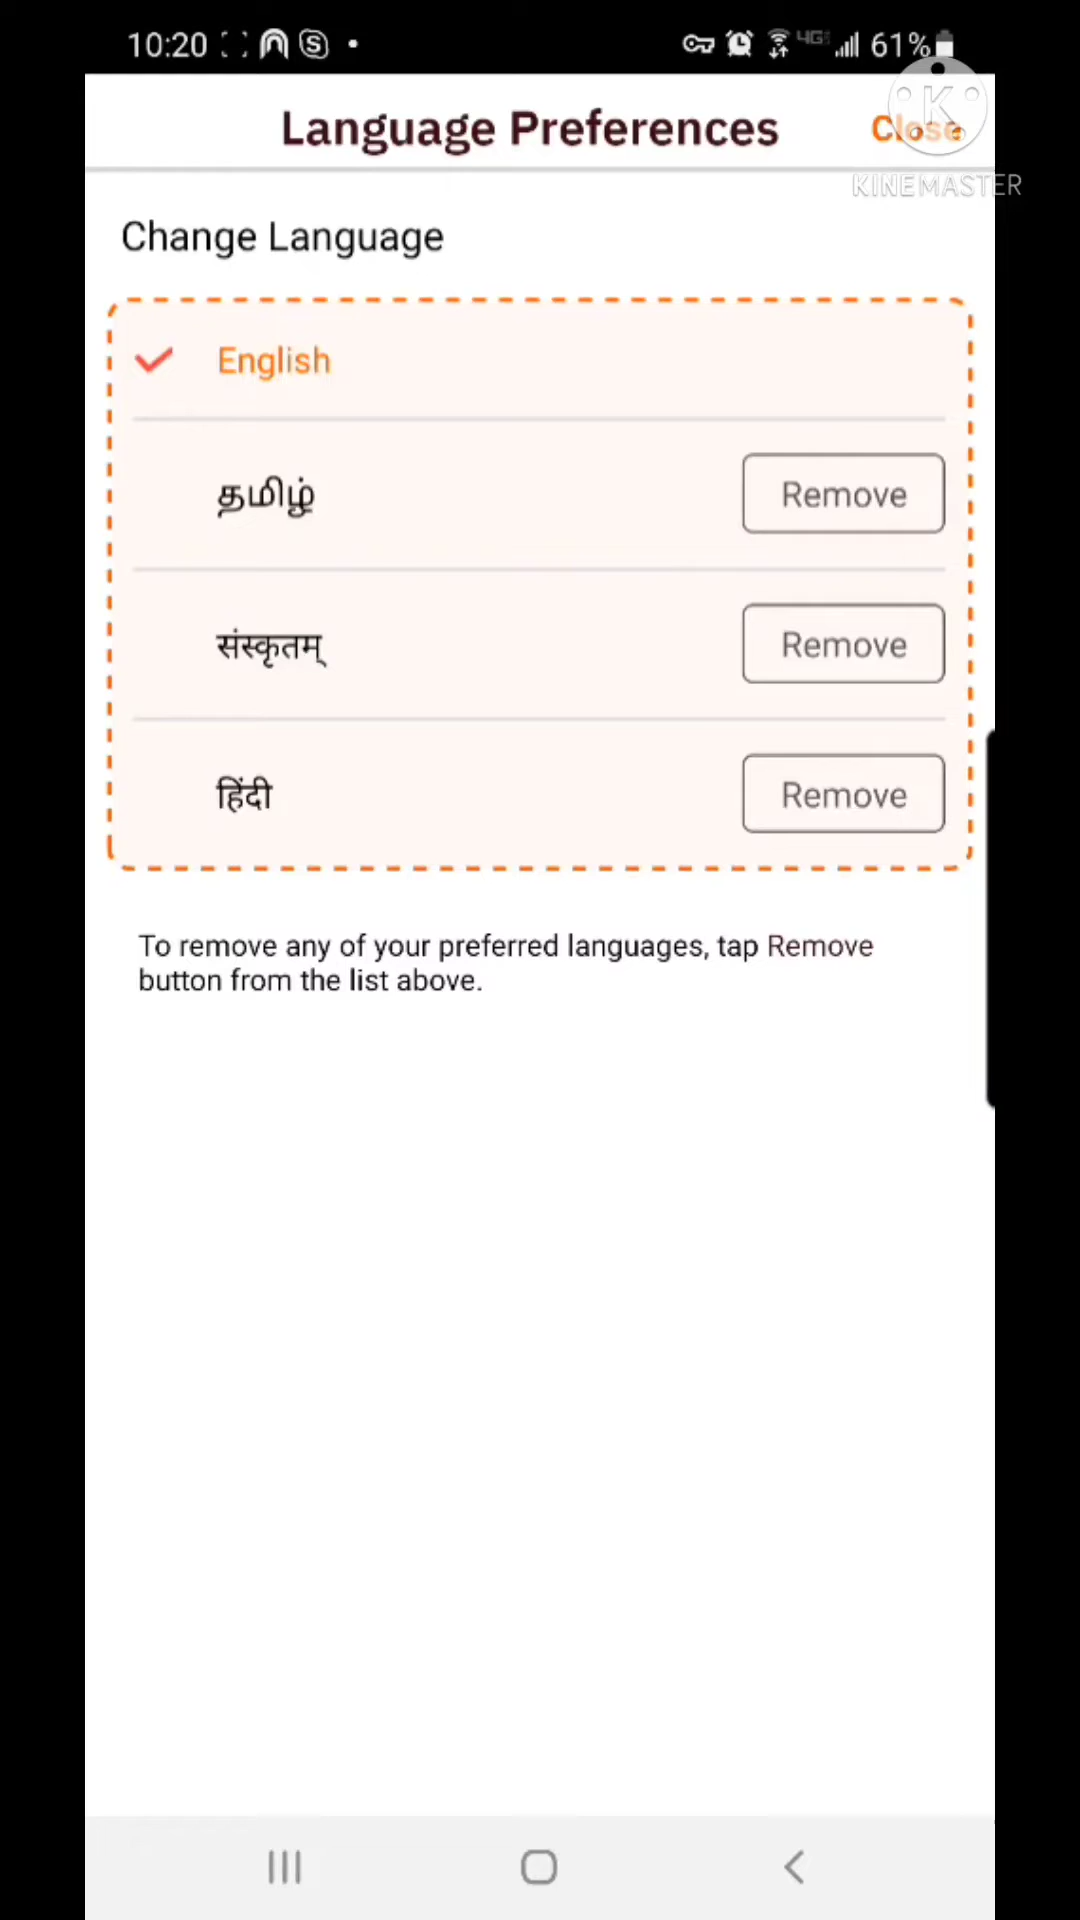 10:20 4G 61%
Language Preferences Close
KINEMASTER
Change Language
English
தமிழ் Remove
संस्कृतम् Remove
हिंदी Remove
To remove any of your preferred languages, tap Remove
button from the list above.